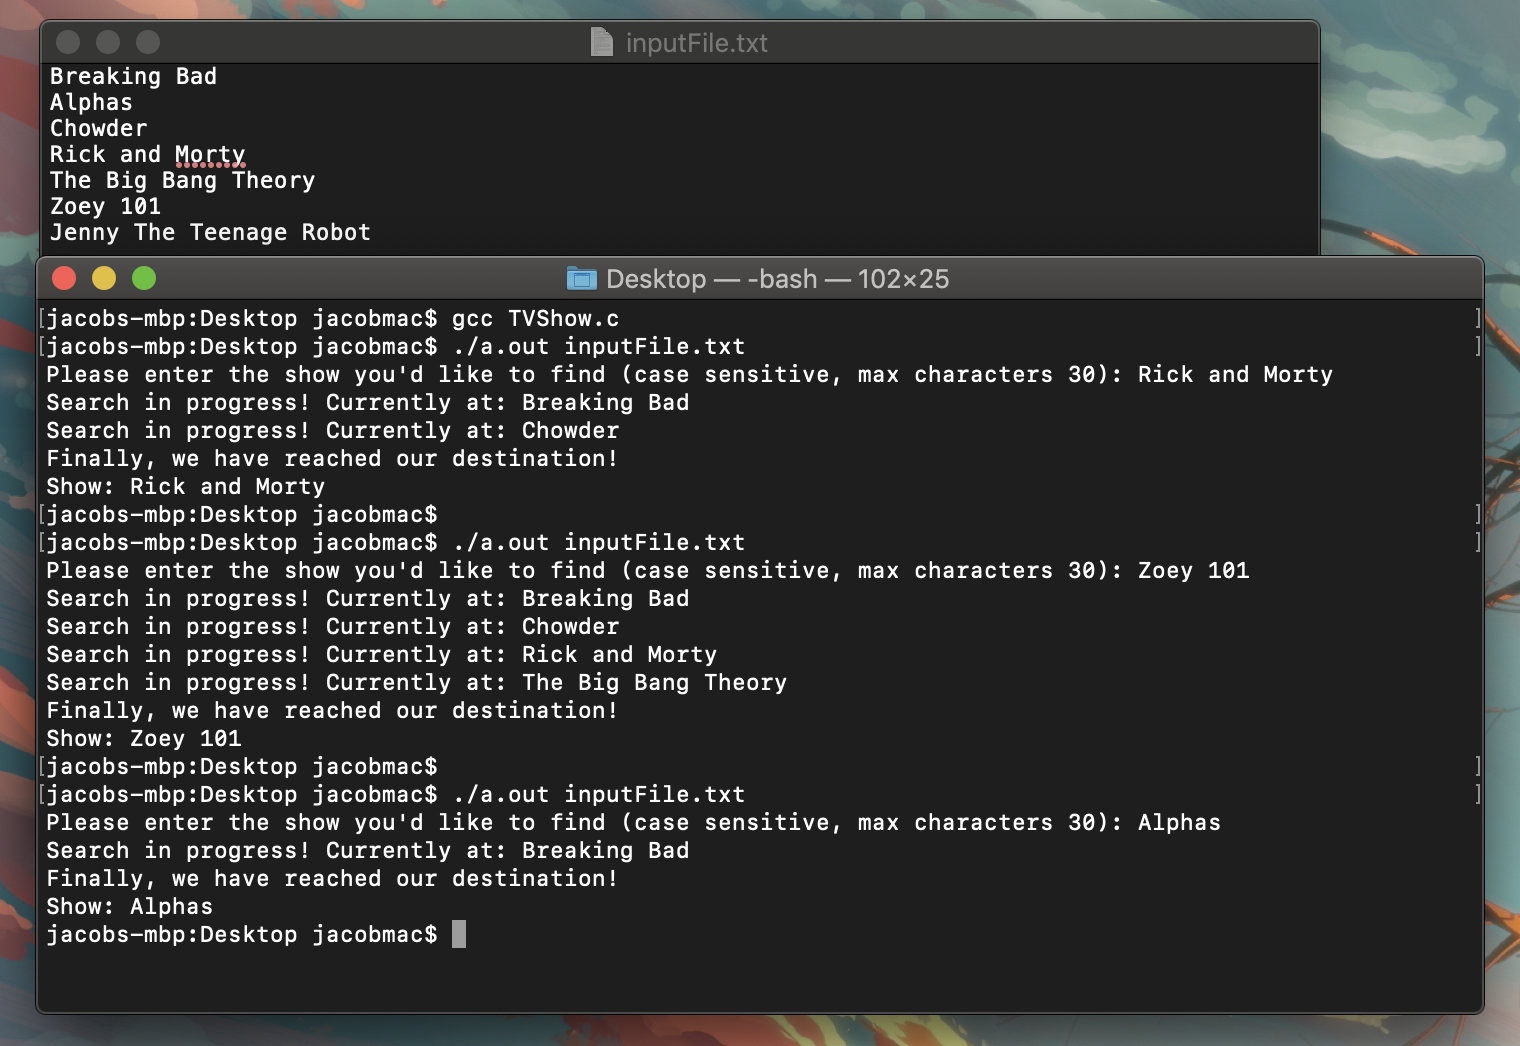 inputFile.txt
Breaking Bad
Alphas
Chowder
Rick and Morty
The Big Bang Theory
Zoey 101
Jenny The Teenage Robot
Desktop — -bash — 102×25
[jacobs-mbp:Desktop jacobmac$ gcc TVShow.c ]
[jacobs-mbp:Desktop jacobmac$ ./a.out inputFile.txt ]
Please enter the show you'd like to find (case sensitive, max characters 30): Rick and Morty
Search in progress! Currently at: Breaking Bad
Search in progress! Currently at: Chowder
Finally, we have reached our destination!
Show: Rick and Morty
[jacobs-mbp:Desktop jacobmac$ ]
[jacobs-mbp:Desktop jacobmac$ ./a.out inputFile.txt ]
Please enter the show you'd like to find (case sensitive, max characters 30): Zoey 101
Search in progress! Currently at: Breaking Bad
Search in progress! Currently at: Chowder
Search in progress! Currently at: Rick and Morty
Search in progress! Currently at: The Big Bang Theory
Finally, we have reached our destination!
Show: Zoey 101
[jacobs-mbp:Desktop jacobmac$ ]
[jacobs-mbp:Desktop jacobmac$ ./a.out inputFile.txt ]
Please enter the show you'd like to find (case sensitive, max characters 30): Alphas
Search in progress! Currently at: Breaking Bad
Finally, we have reached our destination!
Show: Alphas
jacobs-mbp:Desktop jacobmac$